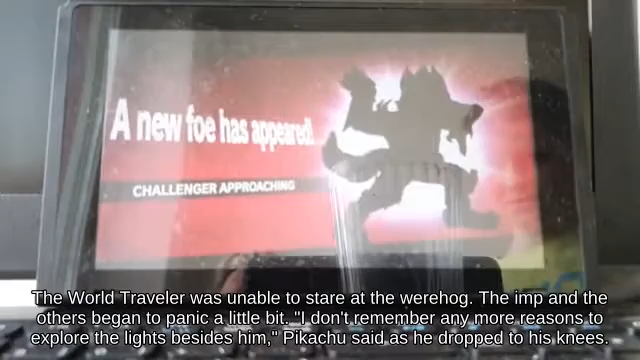 A new foe has appeared!
CHALLENGER APPROACHING
The World Traveler was unable to stare at the werehog. The imp and the
others began to panic a little bit. "I don't remember any more reasons to
explore the lights besides him," Pikachu said as he dropped to his knees.